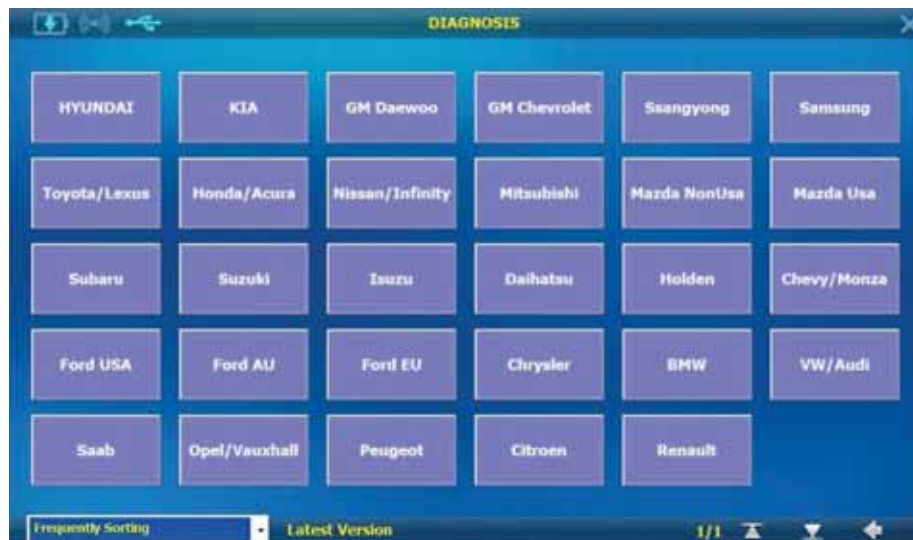 DIAGNOSIS
HYUNDAI KIA GM Daewoo GM Chevrolet Ssangyong Samsung
Toyota/Lexus Honda/Acura Nissan/Infinity Mitsubishi Mazda NonUsa Mazda Usa
Subaru Suzuki Isuzu Daihatsu Holden Chevy/Monza
Ford USA Ford AU Ford EU Chrysler BMW VW/Audi
Saab Opel/Vauxhall Peugeot Citroen Renault
Frequently Sorting Latest Version 1/1